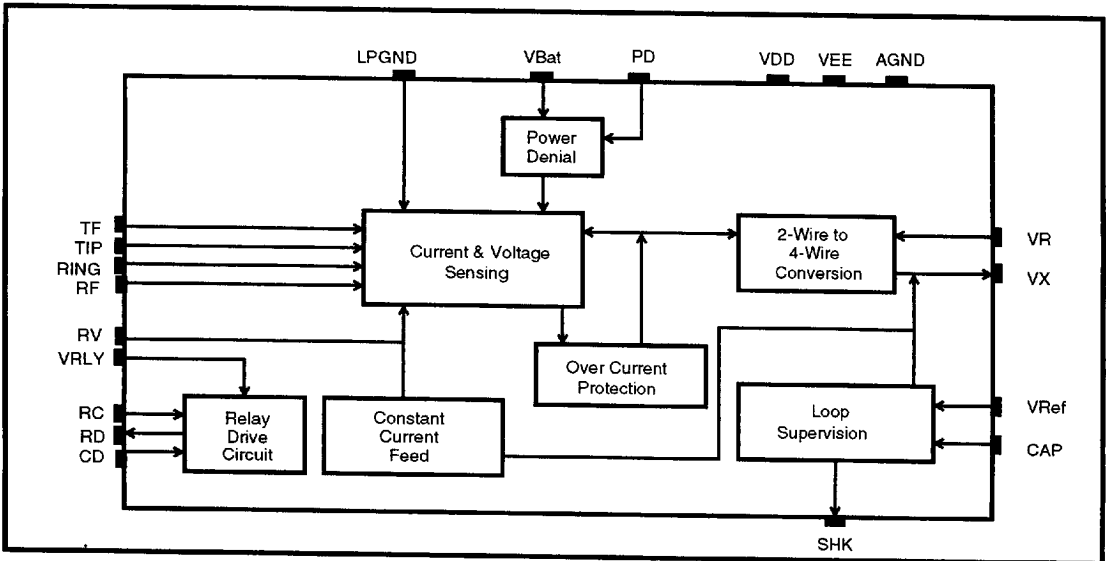 LPGND
VBat
PD
VDD
VEE
AGND
Power
Denial
TF
TIP
RING
RF
RV
VRLY
RC
RD
CD
Current & Voltage
Sensing
2-Wire to
4-Wire
Conversion
VR
VX
Over Current
Protection
Relay
Drive
Circuit
Constant
Current
Feed
Loop
Supervision
VRef
CAP
SHK